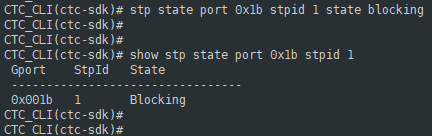 CTC_CLI(ctc-sdk)# stp state port 0x1b stpid 1 state blocking
CTC_CLI(ctc-sdk)#
CTC_CLI(ctc-sdk)#
CTC_CLI(ctc-sdk)# show stp state port 0x1b stpid 1
Gport StpId State
---------------------------------
0x001b 1 Blocking
CTC_CLI(ctc-sdk)#
CTC_CLI(ctc-sdk)#